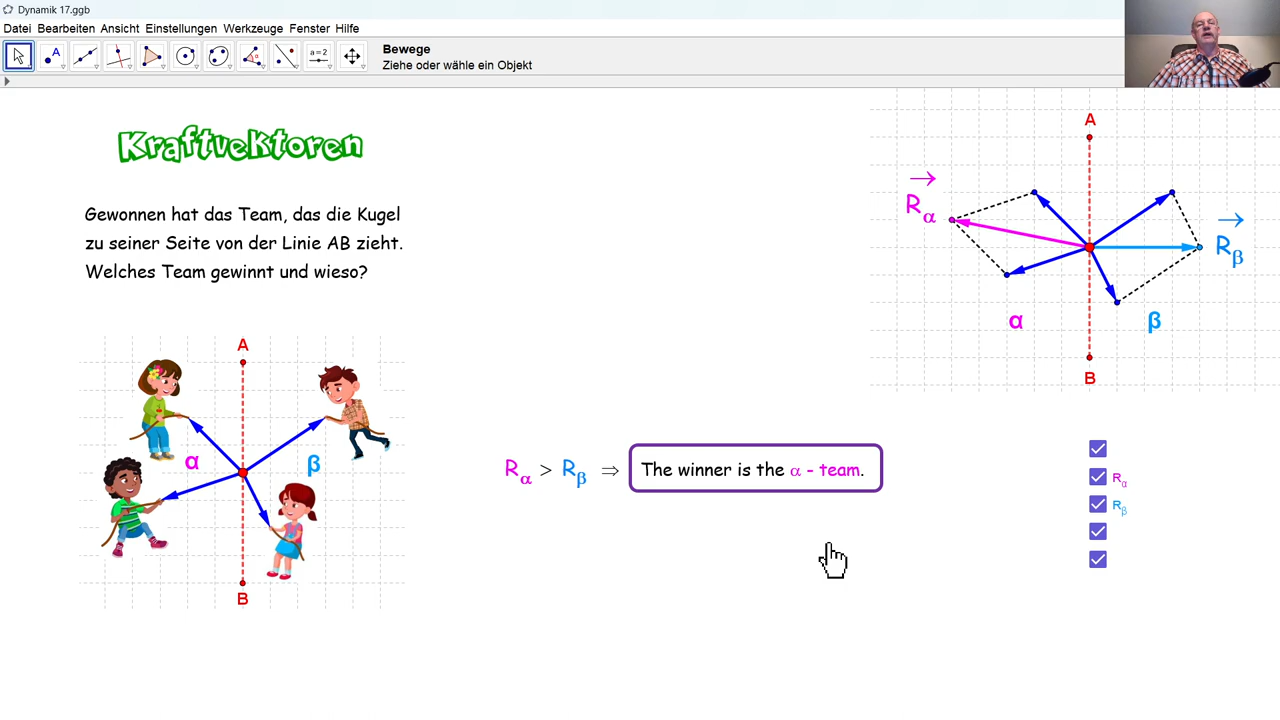 Dynamik 17.ggb
Datei Bearbeiten Ansicht Einstellungen Werkzeuge Fenster Hilfe
A
a=2
Bewege
Ziehe oder wähle ein Objekt
Kraftvektoren
Gewonnen hat das Team, das die Kugel
zu seiner Seite von der Linie AB zieht.
Welches Team gewinnt und wieso?
A
Rα
Rβ
α
β
B
A
α
β
B
Rα > Rβ ⇒ The winner is the α - team.
Rα
Rβ